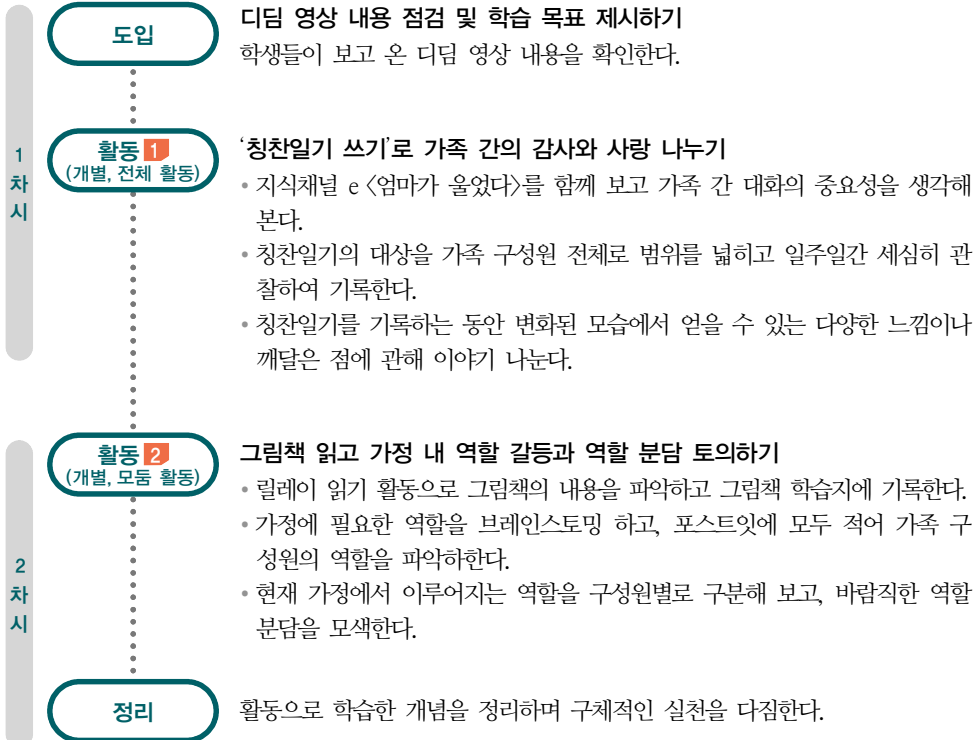 1
차
시
도입
디딤 영상 내용 점검 및 학습 목표 제시하기
학생들이 보고 온 디딤 영상 내용을 확인한다.
활동 1
(개별, 전체 활동)
'칭찬일기 쓰기'로 가족 간의 감사와 사랑 나누기
• 지식채널 e 〈엄마가 울었다〉를 함께 보고 가족 간 대화의 중요성을 생각해
본다.
• 칭찬일기의 대상을 가족 구성원 전체로 범위를 넓히고 일주일간 세심히 관
찰하여 기록한다.
• 칭찬일기를 기록하는 동안 변화된 모습에서 얻을 수 있는 다양한 느낌이나
깨달은 점에 관해 이야기 나눈다.
2
차
시
활동 2
(개별, 모둠 활동)
그림책 읽고 가정 내 역할 갈등과 역할 분담 토의하기
• 릴레이 읽기 활동으로 그림책의 내용을 파악하고 그림책 학습지에 기록한다.
• 가정에 필요한 역할을 브레인스토밍 하고, 포스트잇에 모두 적어 가족 구
성원의 역할을 파악하한다.
• 현재 가정에서 이루어지는 역할을 구성원별로 구분해 보고, 바람직한 역할
분담을 모색한다.
정리
활동으로 학습한 개념을 정리하며 구체적인 실천을 다짐한다.